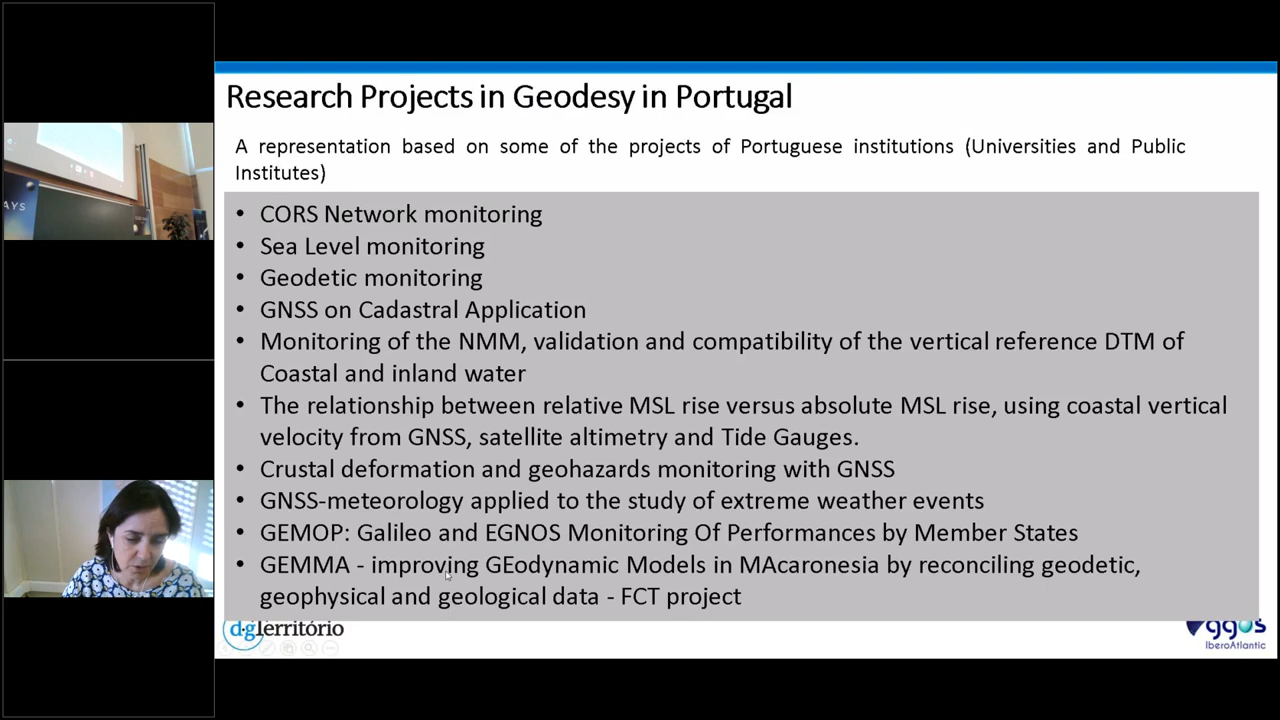 Research Projects in Geodesy in Portugal
A representation based on some of the projects of Portuguese institutions (Universities and Public
Institutes)
• CORS Network monitoring
• Sea Level monitoring
• Geodetic monitoring
• GNSS on Cadastral Application
• Monitoring of the NMM, validation and compatibility of the vertical reference DTM of
Coastal and inland water
• The relationship between relative MSL rise versus absolute MSL rise, using coastal vertical
velocity from GNSS, satellite altimetry and Tide Gauges.
• Crustal deformation and geohazards monitoring with GNSS
• GNSS-meteorology applied to the study of extreme weather events
• GEMOP: Galileo and EGNOS Monitoring Of Performances by Member States
• GEMMA - improving GEodynamic Models in MAcaronesia by reconciling geodetic,
geophysical and geological data - FCT project
d·gTerritório
ggos
IberoAtlantic
AYS